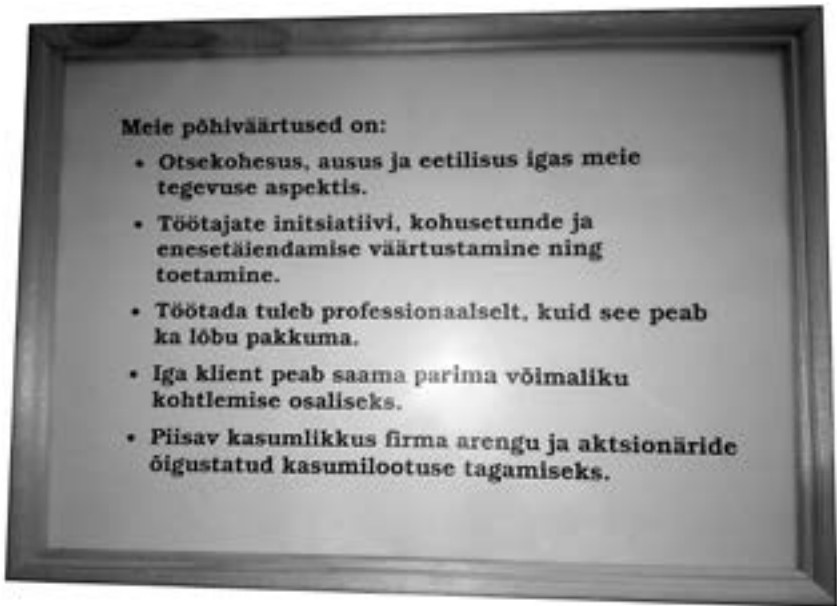 Meie põhiväärtused on:
• Otsekohesus, ausus ja eetilisus igas meie
tegevuse aspektis.
• Töötajate initsiatiivi, kohusetunde ja
enesetäiendamise väärtustamine ning
toetamine.
• Töötada tuleb professionaalselt, kuid see peab
ka lõbu pakkuma.
• Iga klient peab saama parima võimaliku
kohtlemise osaliseks.
• Piisav kasumlikkus firma arengu ja aktsionäride
õigustatud kasumilootuse tagamiseks.